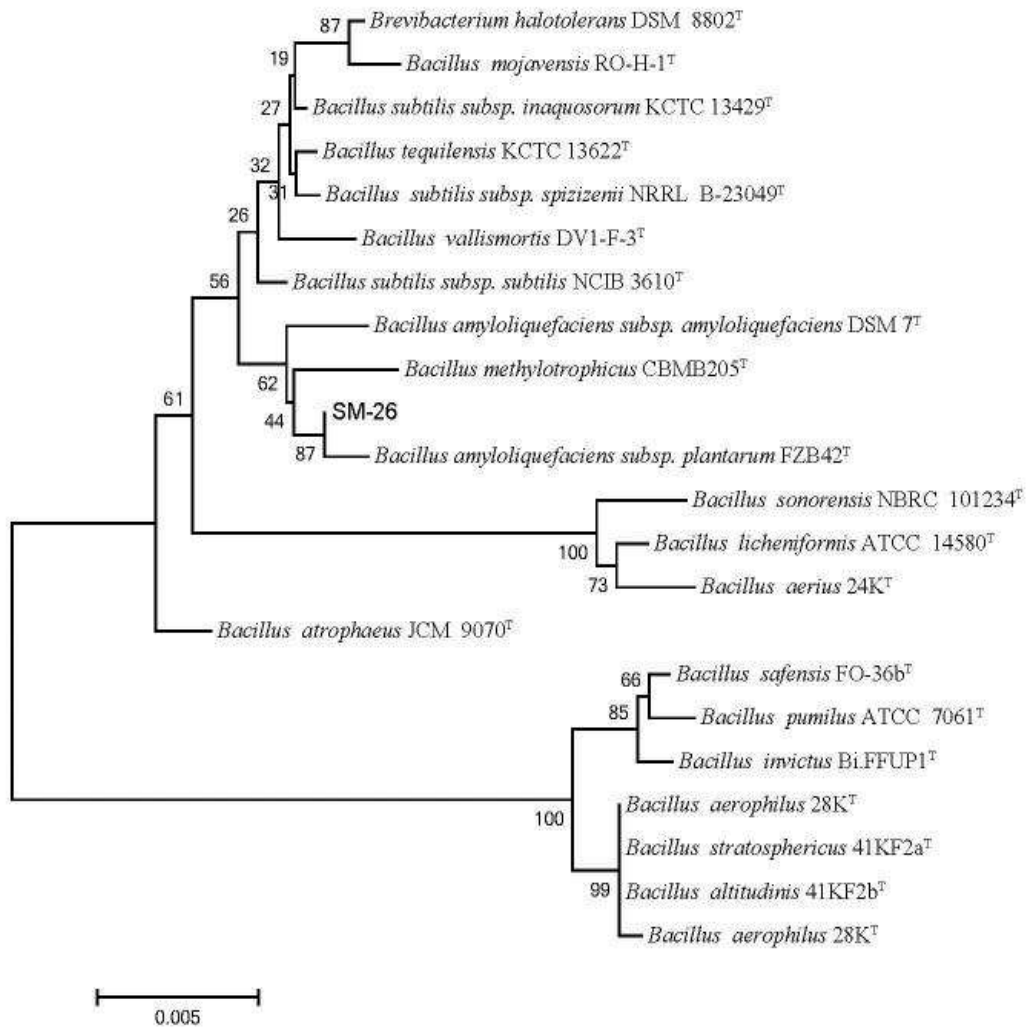 87
Brevibacterium halotolerans DSM 8802ᵀ
19
Bacillus mojavensis RO-H-1ᵀ
27
Bacillus subtilis subsp. inaquosorum KCTC 13429ᵀ
Bacillus tequilensis KCTC 13622ᵀ
32
31
Bacillus subtilis subsp. spizizenii NRRL B-23049ᵀ
26
Bacillus vallismortis DV1-F-3ᵀ
56
Bacillus subtilis subsp. subtilis NCIB 3610ᵀ
Bacillus amyloliquefaciens subsp. amyloliquefaciens DSM 7ᵀ
62
Bacillus methylotrophicus CBMB205ᵀ
61
44
SM-26
87
Bacillus amyloliquefaciens subsp. plantarum FZB42ᵀ
Bacillus sonorensis NBRC 101234ᵀ
100
Bacillus licheniformis ATCC 14580ᵀ
73
Bacillus aerius 24Kᵀ
Bacillus atrophaeus JCM 9070ᵀ
66
Bacillus safensis FO-36bᵀ
85
Bacillus pumilus ATCC 7061ᵀ
Bacillus invictus Bi.FFUP1ᵀ
100
Bacillus aerophilus 28Kᵀ
Bacillus stratosphericus 41KF2aᵀ
99
Bacillus altitudinis 41KF2bᵀ
Bacillus aerophilus 28Kᵀ
0.005